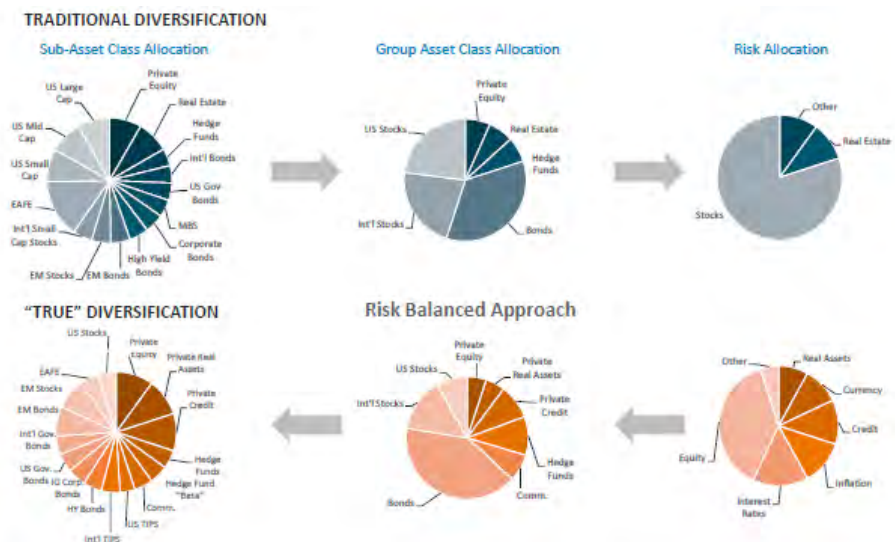 TRADITIONAL DIVERSIFICATION
Sub-Asset Class Allocation
US Large
Cap
Private
Equity
Real Estate
Hedge
Funds
Int'l Bonds
US Gov
Bonds
MBS
Corporate
Bonds
High Yield
Bonds
EM Bonds
EM Stocks
Int'l Small
Cap Stocks
EAFE
US Small
Cap
US Mid
Cap
Group Asset Class Allocation
Private
Equity
Real Estate
Hedge
Funds
Bonds
Int'l Stocks
US Stocks
Risk Allocation
Other
Real Estate
Stocks
"TRUE" DIVERSIFICATION
US Stocks
Private
Equity
Private Real
Assets
Private
Credit
Hedge
Funds
Hedge Fund
"Beta"
Comm.
US TIPS
Int'l TIPS
HY Bonds
IG Corp.
Bonds
US Gov.
Bonds
Int'l Gov.
Bonds
EM Bonds
EM Stocks
EAFE
Risk Balanced Approach
Private
Equity
Private
Real Assets
Private
Credit
Hedge
Funds
Comm.
Bonds
Int'l Stocks
US Stocks
Other
Real Assets
Currency
Credit
Inflation
Interest
Rates
Equity